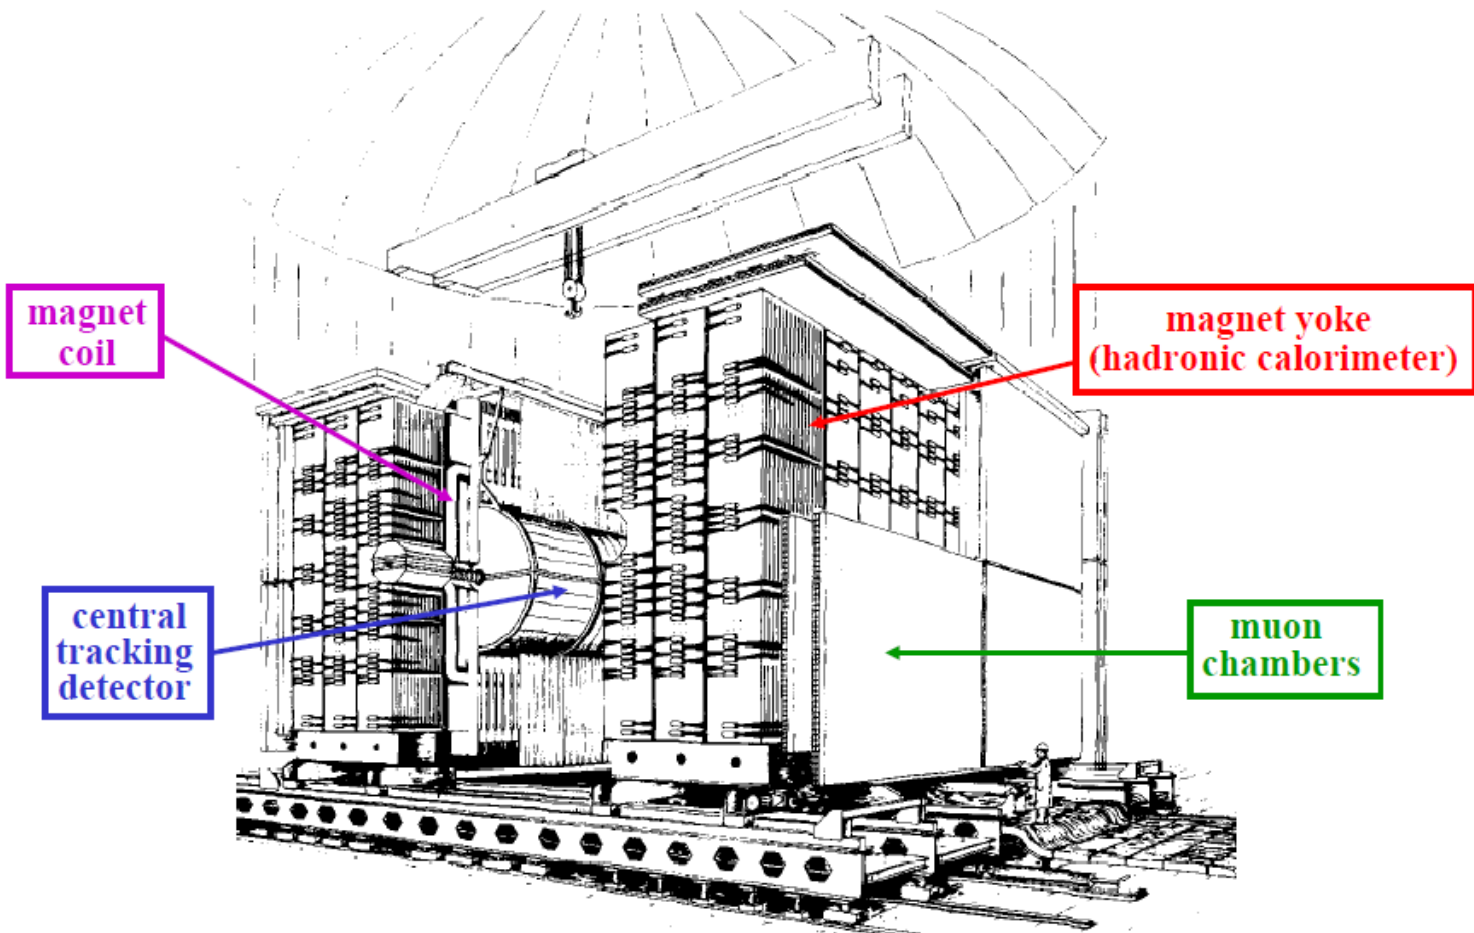 magnet
coil
magnet yoke
(hadronic calorimeter)
central
tracking
detector
muon
chambers